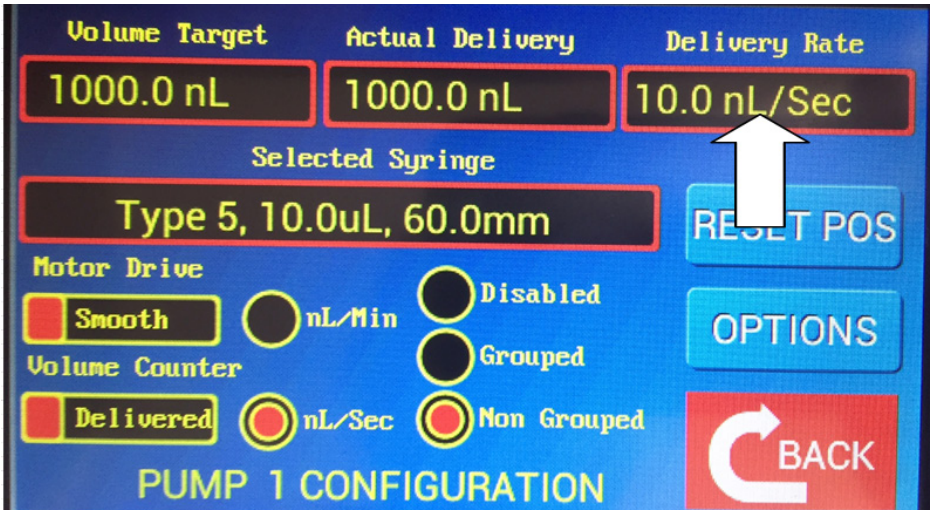 Volume Target Actual Delivery Delivery Rate
1000.0 nL 1000.0 nL 10.0 nL/Sec
Selected Syringe
Type 5, 10.0uL, 60.0mm
RESET POS
Motor Drive
Disabled
Smooth nL/Min
OPTIONS
Grouped
Volume Counter
Delivered nL/Sec Non Grouped
BACK
PUMP 1 CONFIGURATION